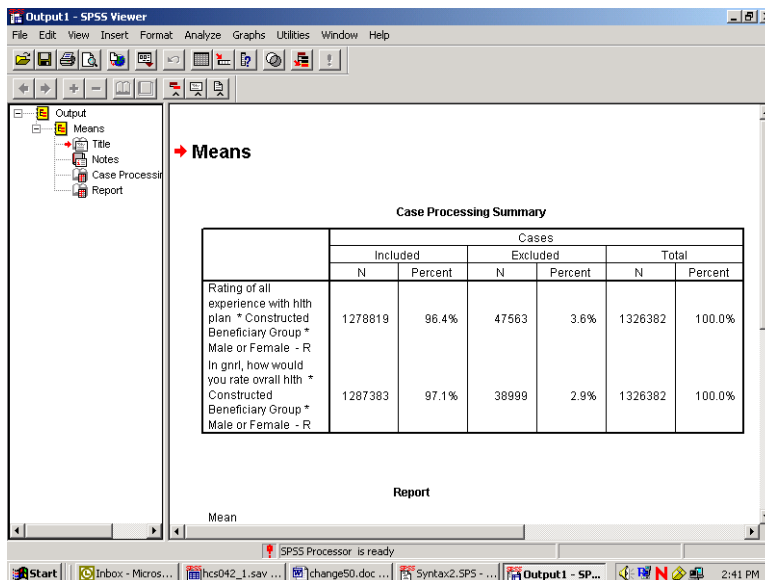 Output1 - SPSS Viewer
File Edit View Insert Format Analyze Graphs Utilities Window Help
Output
Means
Title
Notes
Case Processin
Report
Means
Case Processing Summary
Cases
Included Excluded Total
N Percent N Percent N Percent
Rating of all
experience with hlth
plan * Constructed
Beneficiary Group *
Male or Female - R
1278819 96.4% 47563 3.6% 1326382 100.0%
In gnrl, how would
you rate ovrall hlth *
Constructed
Beneficiary Group *
Male or Female - R
1287383 97.1% 38999 2.9% 1326382 100.0%
Report
Mean
SPSS Processor is ready
Start Inbox - Micros... hcs042_1.sav ... change50.doc ... Syntax2.SPS - ... Output1 - SP... 2:41 PM